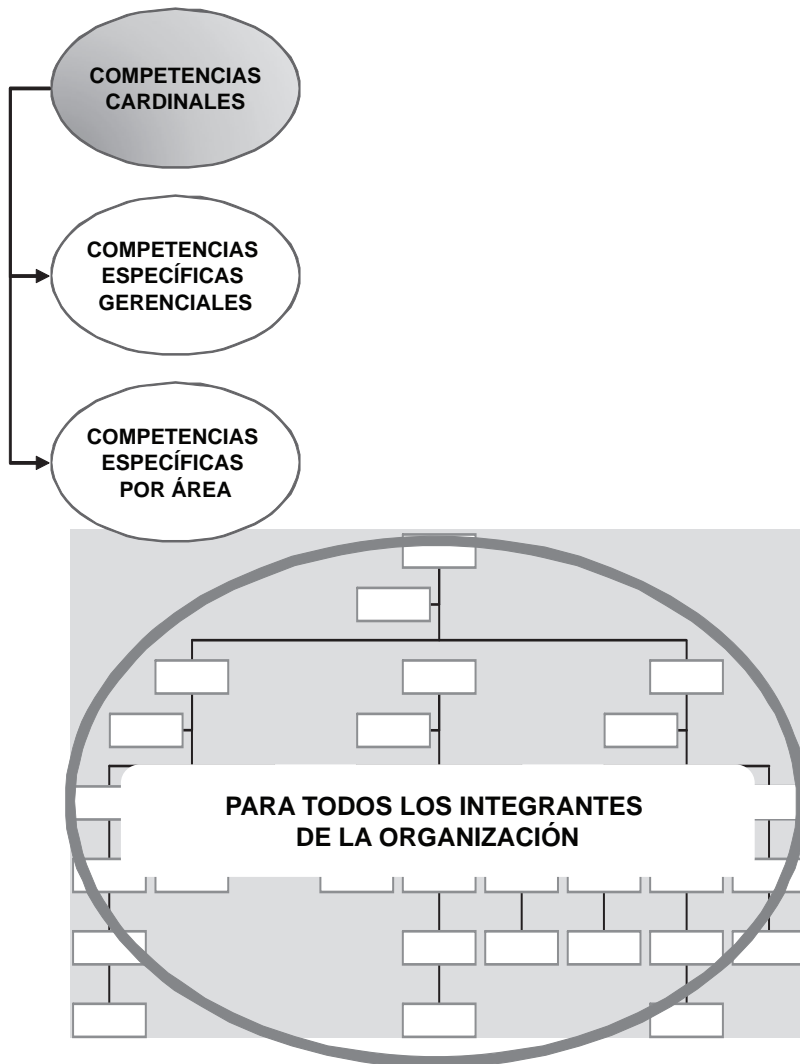 COMPETENCIAS
CARDINALES
COMPETENCIAS
ESPECÍFICAS
GERENCIALES
COMPETENCIAS
ESPECÍFICAS
POR ÁREA
PARA TODOS LOS INTEGRANTES
DE LA ORGANIZACIÓN